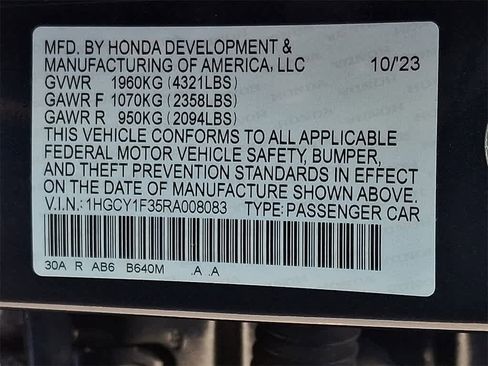 MFD. BY HONDA DEVELOPMENT &
MANUFACTURING OF AMERICA, LLC 10/23
GVWR 1960KG (4321LBS)
GAWR F 1070KG (2358LBS)
GAWR R 950KG (2094LBS)
THIS VEHICLE CONFORMS TO ALL APPLICABLE
FEDERAL MOTOR VEHICLE SAFETY, BUMPER,
AND THEFT PREVENTION STANDARDS IN EFFECT
ON THE DATE OF MANUFACTURE SHOWN ABOVE.
V.I.N.: 1HGCY1F35RA008083 TYPE: PASSENGER CAR
30A R AB6 B640M .A .A